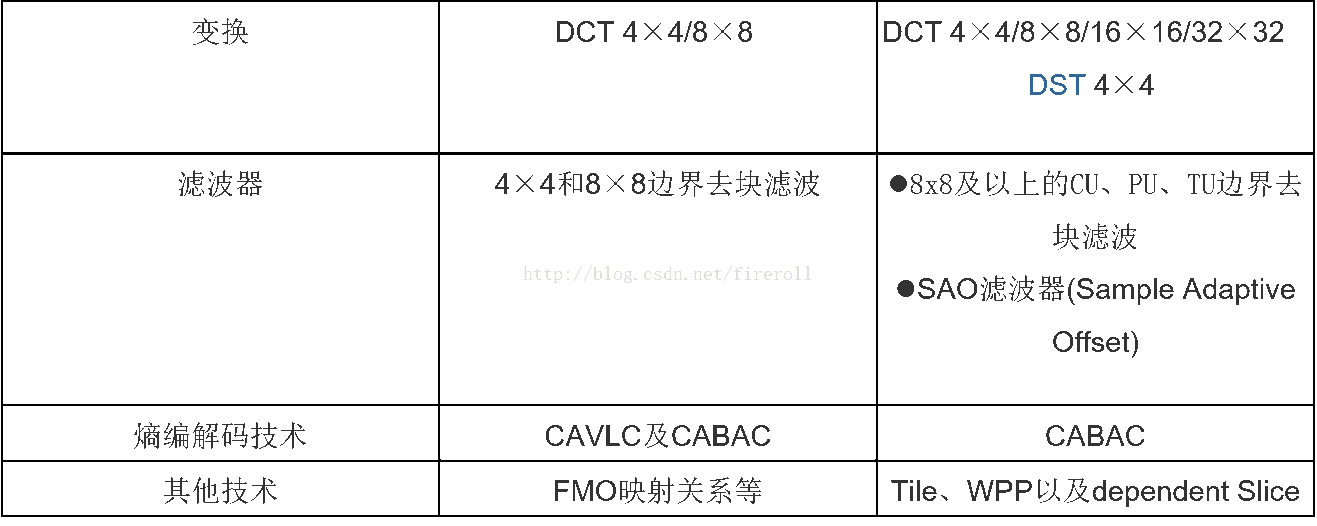 变换
DCT 4×4/8×8
DCT 4×4/8×8/16×16/32×32
DST 4×4
滤波器
4×4和8×8边界去块滤波
●8x8及以上的CU、PU、TU边界去
块滤波
●SAO滤波器(Sample Adaptive
Offset)
http://blog.csdn.net/fireroll
熵编解码技术
CAVLC及CABAC
CABAC
其他技术
FMO映射关系等
Tile、WPP以及dependent Slice